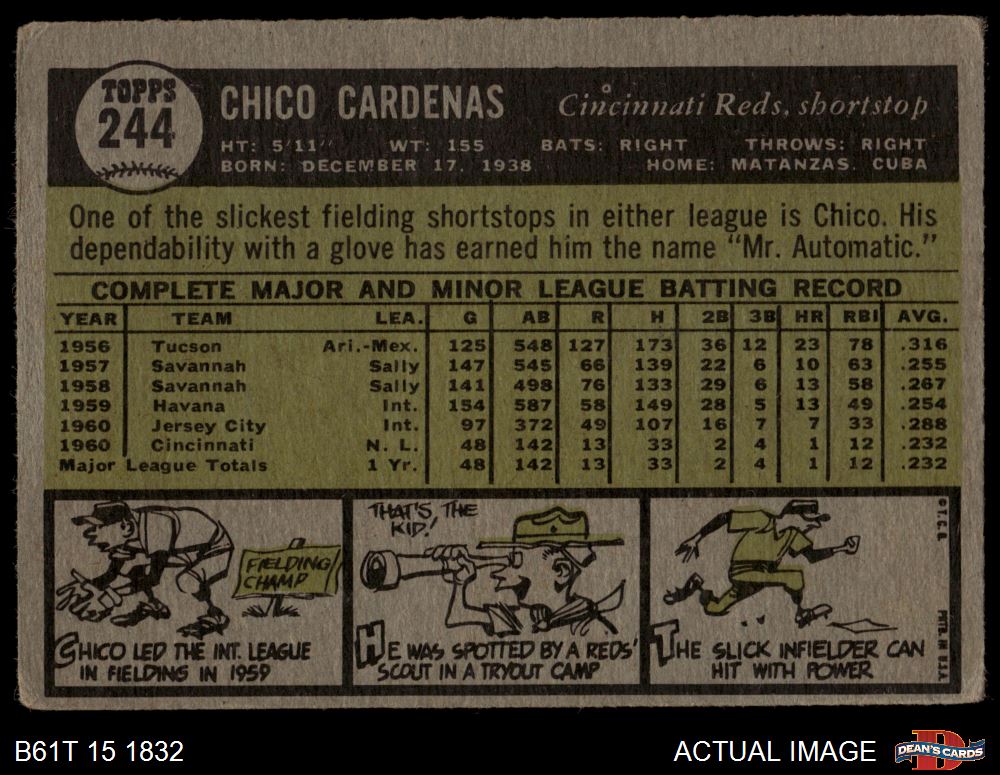 TOPPS
244
CHICO CARDENAS
Cincinnati Reds, shortstop
HT: 5'11" WT: 155 BATS: RIGHT THROWS: RIGHT
BORN: DECEMBER 17, 1938 HOME: MATANZAS, CUBA
One of the slickest fielding shortstops in either league is Chico. His
dependability with a glove has earned him the name "Mr. Automatic."
COMPLETE MAJOR AND MINOR LEAGUE BATTING RECORD
YEAR TEAM LEA. G AB R H 2B 3B HR RBI AVG.
1956 Tucson Ari.-Mex. 125 548 127 173 36 12 23 78 .316
1957 Savannah Sally 147 545 66 139 22 6 10 63 .255
1958 Savannah Sally 141 498 76 133 29 6 13 58 .267
1959 Havana Int. 154 587 58 149 28 5 13 49 .254
1960 Jersey City Int. 97 372 49 107 16 7 7 33 .288
1960 Cincinnati N. L. 48 142 13 33 2 4 1 12 .232
Major League Totals 1 Yr. 48 142 13 33 2 4 1 12 .232
FIELDING
CHAMP
CHICO LED THE INT. LEAGUE
IN FIELDING IN 1959
THAT'S THE
KID!
HE WAS SPOTTED BY A REDS'
SCOUT IN A TRYOUT CAMP
THE SLICK INFIELDER CAN
HIT WITH POWER
© T.C.G.
PRTD. IN U.S.A.
B61T 15 1832
ACTUAL IMAGE
D
DEAN'S CARDS